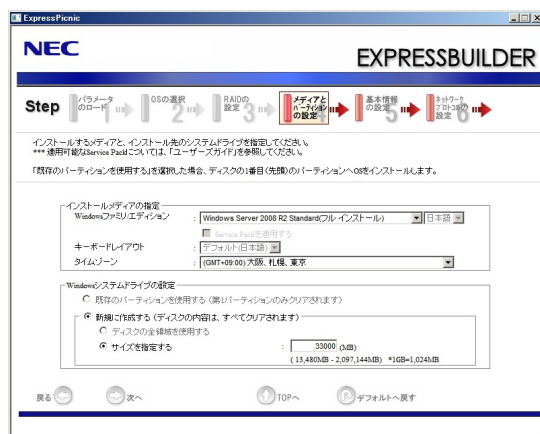 ExpressPicnic
NEC
EXPRESSBUILDER
Step パラメータのロード 1 OSの選択 2 RAIDの設定 3 メディアとパーティションの設定 4 基本情報の設定 5 ネットワークプロトコルの設定 6
インストールするメディアと、インストール先のシステムドライブを指定してください。
*** 適用可能なService Packについては、「ユーザーズガイド」を参照してください。
「既存のパーティションを使用する」を選択した場合、ディスクの1番目(先頭)のパーティションへOSをインストールします。
インストールメディアの指定
Windowsファミリ/エディション : Windows Server 2008 R2 Standard(フル インストール) 日本語
Service Packを適用する
キーボードレイアウト : デフォルト(日本語)
タイムゾーン : (GMT+09:00) 大阪、札幌、東京
Windowsシステムドライブの設定
既存のパーティションを使用する (第1パーティションのみクリアされます)
新規に作成する (ディスクの内容は、すべてクリアされます)
ディスクの全領域を使用する
サイズを指定する : 33000 (MB)
(13,480MB - 2,097,144MB) *1GB=1,024MB
戻る 次へ TOPへ デフォルトへ戻す